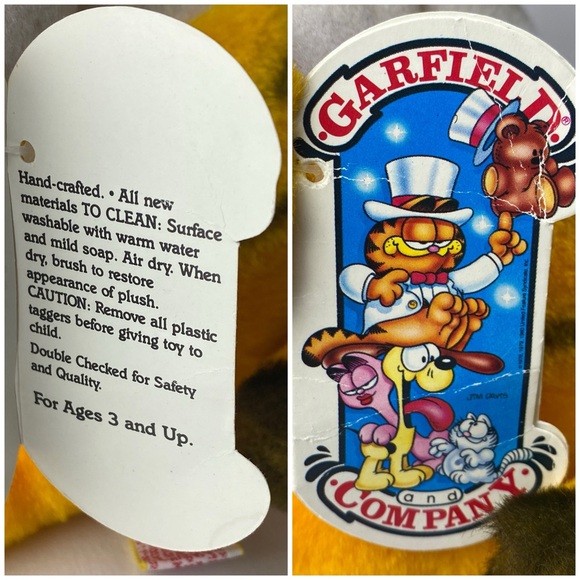 Hand-crafted. • All new
materials TO CLEAN: Surface
washable with warm water
and mild soap. Air dry. When
dry, brush to restore
appearance of plush.
CAUTION: Remove all plastic
taggers before giving toy to
child.
Double Checked for Safety
and Quality.
For Ages 3 and Up.
GARFIELD®
JIM DAVIS
and
COMPANY